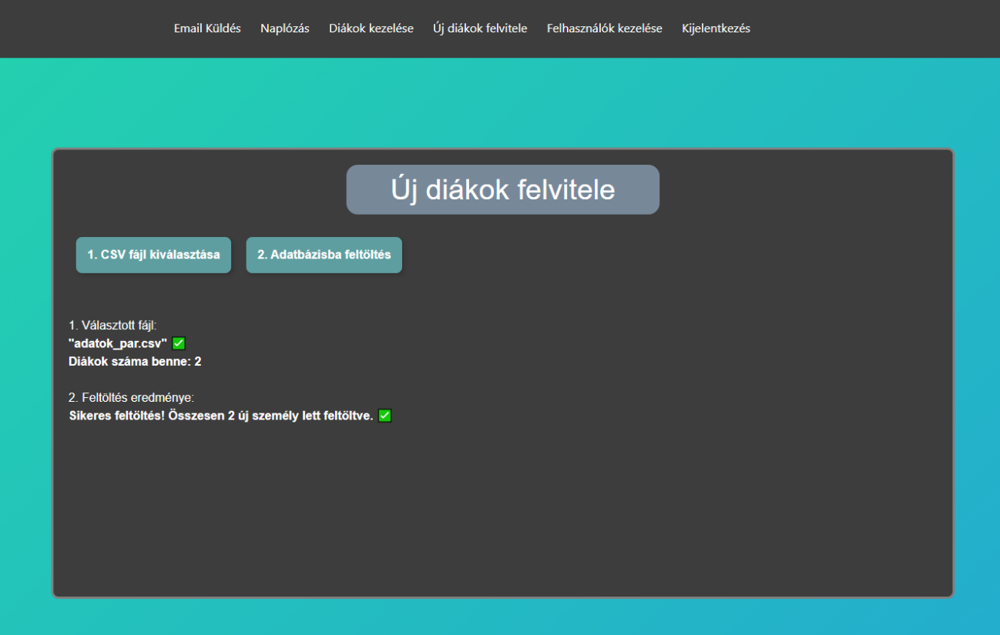 Email Küldés Naplózás Diákok kezelése Új diákok felvitele Felhasználók kezelése Kijelentkezés
Új diákok felvitele
1. CSV fájl kiválasztása 2. Adatbázisba feltöltés
1. Választott fájl:
"adatok_par.csv" ✅
Diákok száma benne: 2
2. Feltöltés eredménye:
Sikeres feltöltés! Összesen 2 új személy lett feltöltve. ✅